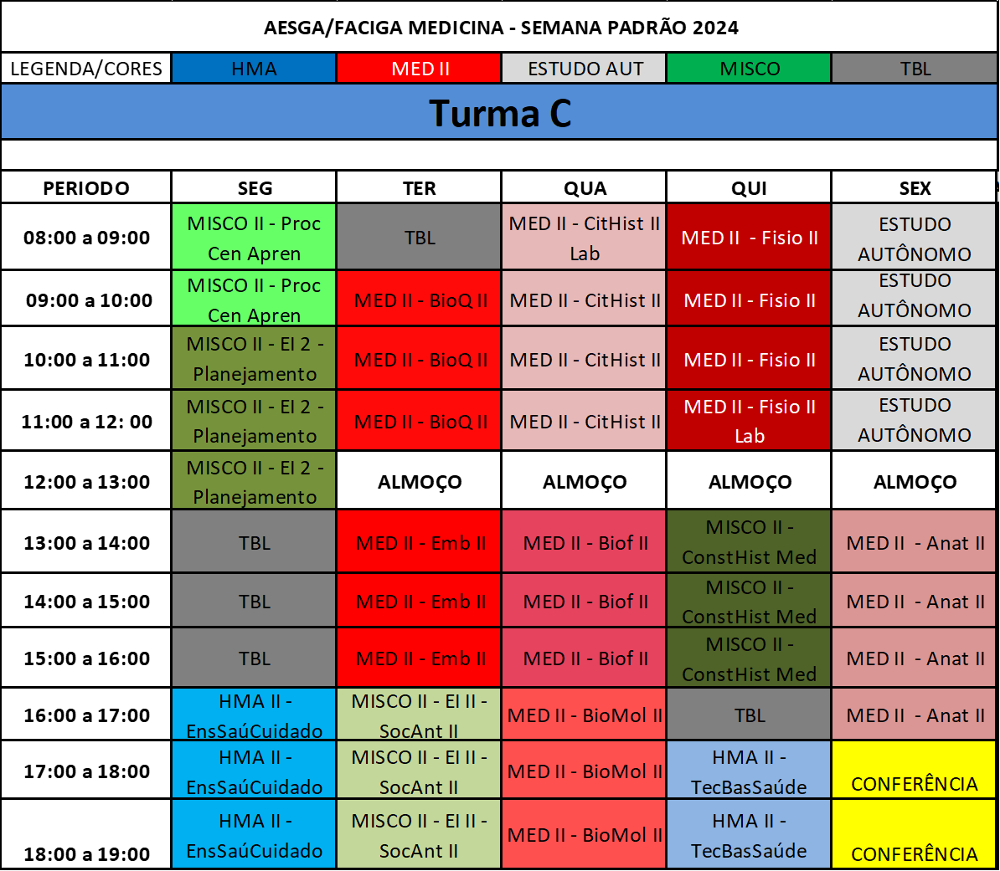 AESGA/FACIGA MEDICINA - SEMANA PADRÃO 2024
LEGENDA/CORES HMA MED II ESTUDO AUT MISCO TBL
Turma C
PERIODO SEG TER QUA QUI SEX
08:00 a 09:00 MISCO II - Proc Cen Apren TBL MED II - CitHist II Lab MED II - Fisio II ESTUDO AUTÔNOMO
09:00 a 10:00 MISCO II - Proc Cen Apren MED II - BioQ II MED II - CitHist II MED II - Fisio II ESTUDO AUTÔNOMO
10:00 a 11:00 MISCO II - EI 2 - Planejamento MED II - BioQ II MED II - CitHist II MED II - Fisio II ESTUDO AUTÔNOMO
11:00 a 12: 00 MISCO II - EI 2 - Planejamento MED II - BioQ II MED II - CitHist II MED II - Fisio II Lab ESTUDO AUTÔNOMO
12:00 a 13:00 MISCO II - EI 2 - Planejamento ALMOÇO ALMOÇO ALMOÇO ALMOÇO
13:00 a 14:00 TBL MED II - Emb II MED II - Biof II MISCO II - ConstHist Med MED II - Anat II
14:00 a 15:00 TBL MED II - Emb II MED II - Biof II MISCO II - ConstHist Med MED II - Anat II
15:00 a 16:00 TBL MED II - Emb II MED II - Biof II MISCO II - ConstHist Med MED II - Anat II
16:00 a 17:00 HMA II - EnsSaúCuidado MISCO II - EI II - SocAnt II MED II - BioMol II TBL MED II - Anat II
17:00 a 18:00 HMA II - EnsSaúCuidado MISCO II - EI II - SocAnt II MED II - BioMol II HMA II - TecBasSaúde CONFERÊNCIA
18:00 a 19:00 HMA II - EnsSaúCuidado MISCO II - EI II - SocAnt II MED II - BioMol II HMA II - TecBasSaúde CONFERÊNCIA